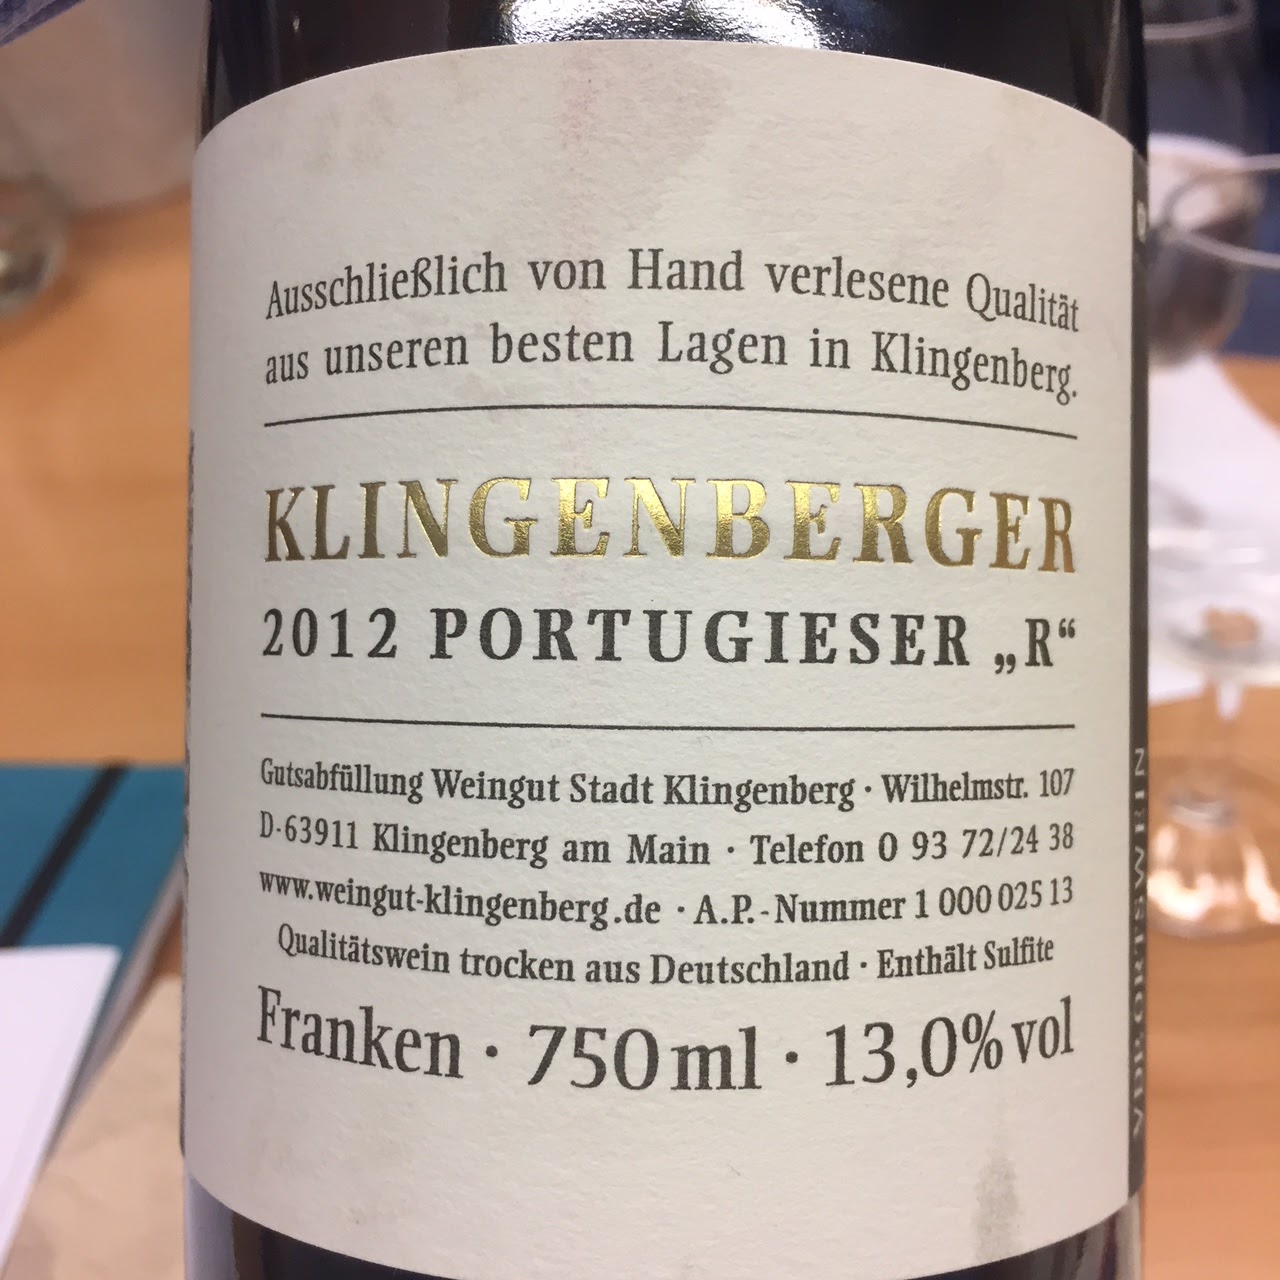 Ausschließlich von Hand verlesene Qualität
aus unseren besten Lagen in Klingenberg.
KLINGENBERGER
2012 PORTUGIESER „R“
Gutsabfüllung Weingut Stadt Klingenberg · Wilhelmstr. 107
D-63911 Klingenberg am Main · Telefon 0 93 72/24 38
www.weingut-klingenberg.de · A.P.-Nummer 1 000 025 13
Qualitätswein trocken aus Deutschland · Enthält Sulfite
Franken · 750 ml · 13,0% vol